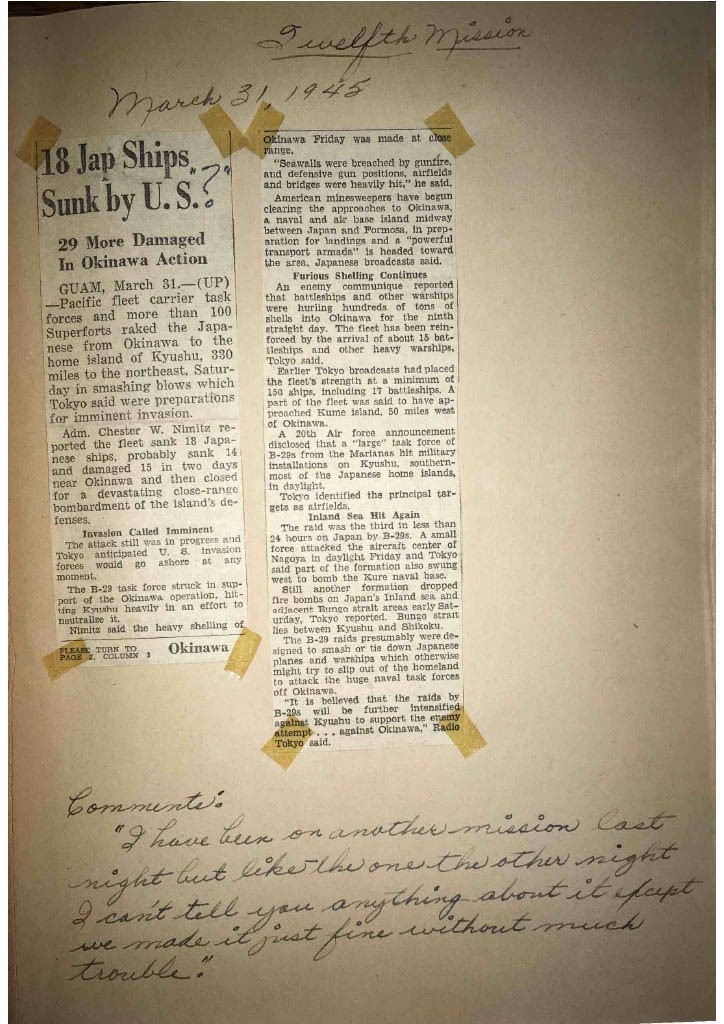 Twelfth Mission
March 31, 1945
18 Jap Ships
Sunk by U. S. "?"
29 More Damaged
In Okinawa Action
GUAM, March 31.—(UP)
—Pacific fleet carrier task
forces and more than 100
Superforts raked the Japa-
nese from Okinawa to the
home island of Kyushu, 330
miles to the northeast, Satur-
day in smashing blows which
Tokyo said were preparations
for imminent invasion.
Adm. Chester W. Nimitz re-
ported the fleet sank 18 Japa-
nese ships, probably sank 14
and damaged 15 in two days
near Okinawa and then closed
for a devastating close-range
bombardment of the island's de-
fenses.
Invasion Called Imminent
The attack still was in progress and
Tokyo anticipated U. S. invasion
forces would go ashore at any
moment.
The B-29 task force struck in sup-
port of the Okinawa operation, hit-
ting Kyushu heavily in an effort to
neutralize it.
Nimitz said the heavy shelling of
PLEASE TURN TO
PAGE 2, COLUMN 2
Okinawa
Okinawa Friday was made at close
range.
"Seawalls were breached by gunfire,
and defensive gun positions, airfields
and bridges were heavily hit," he said.
American minesweepers have begun
clearing the approaches to Okinawa,
a naval and air base island midway
between Japan and Formosa, in prep-
aration for landings and a "powerful
transport armada" is headed toward
the area, Japanese broadcasts said.
Furious Shelling Continues
An enemy communique reported
that battleships and other warships
were hurling hundreds of tons of
shells into Okinawa for the ninth
straight day. The fleet has been rein-
forced by the arrival of about 15 bat-
tleships and other heavy warships,
Tokyo said.
Earlier Tokyo broadcasts had placed
the fleet's strength at a minimum of
150 ships, including 17 battleships. A
part of the fleet was said to have ap-
proached Kume island, 50 miles west
of Okinawa.
A 20th Air force announcement
disclosed that a "large" task force of
B-29s from the Marianas hit military
installations on Kyushu, southern-
most of the Japanese home islands,
in daylight.
Tokyo identified the principal tar-
gets as airfields.
Inland Sea Hit Again
The raid was the third in less than
24 hours on Japan by B-29s. A small
force attacked the aircraft center of
Nagoya in daylight Friday and Tokyo
said part of the formation also swung
west to bomb the Kure naval base.
Still another formation dropped
fire bombs on Japan's Inland sea and
adjacent Bungo strait areas early Sat-
urday, Tokyo reported. Bungo strait
lies between Kyushu and Shikoku.
The B-29 raids presumably were de-
signed to smash or tie down Japanese
planes and warships which otherwise
might try to slip out of the homeland
to attack the huge naval task forces
off Okinawa.
"It is believed that the raids by
B-29s will be further intensified
against Kyushu to support the enemy
attempt . . . against Okinawa," Radio
Tokyo said.
Comments:
"I have been on another mission last
night but like the one the other night
I can't tell you anything about it except
we made it just fine without much
trouble".